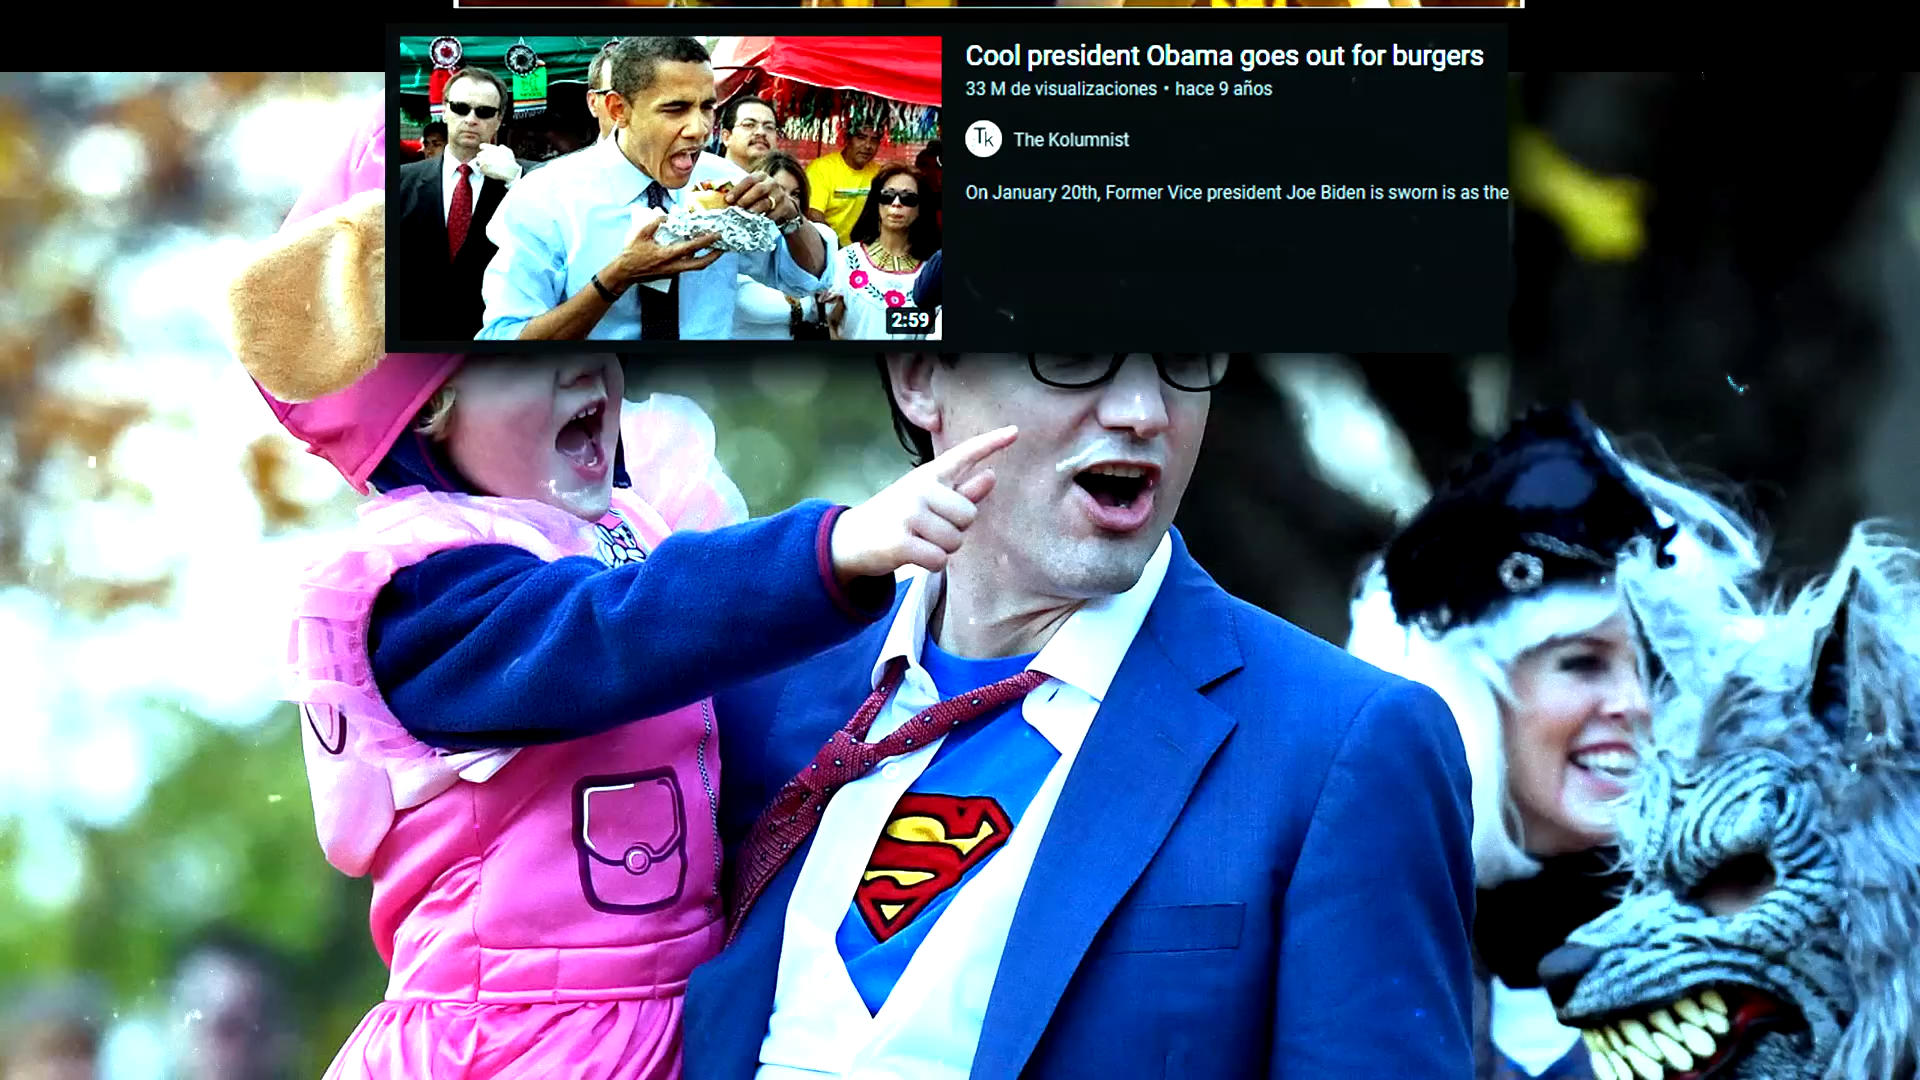 Cool president Obama goes out for burgers
33 M de visualizaciones • hace 9 años
Tk The Kolumnist
On January 20th, Former Vice president Joe Biden is sworn is as the
2:59
S